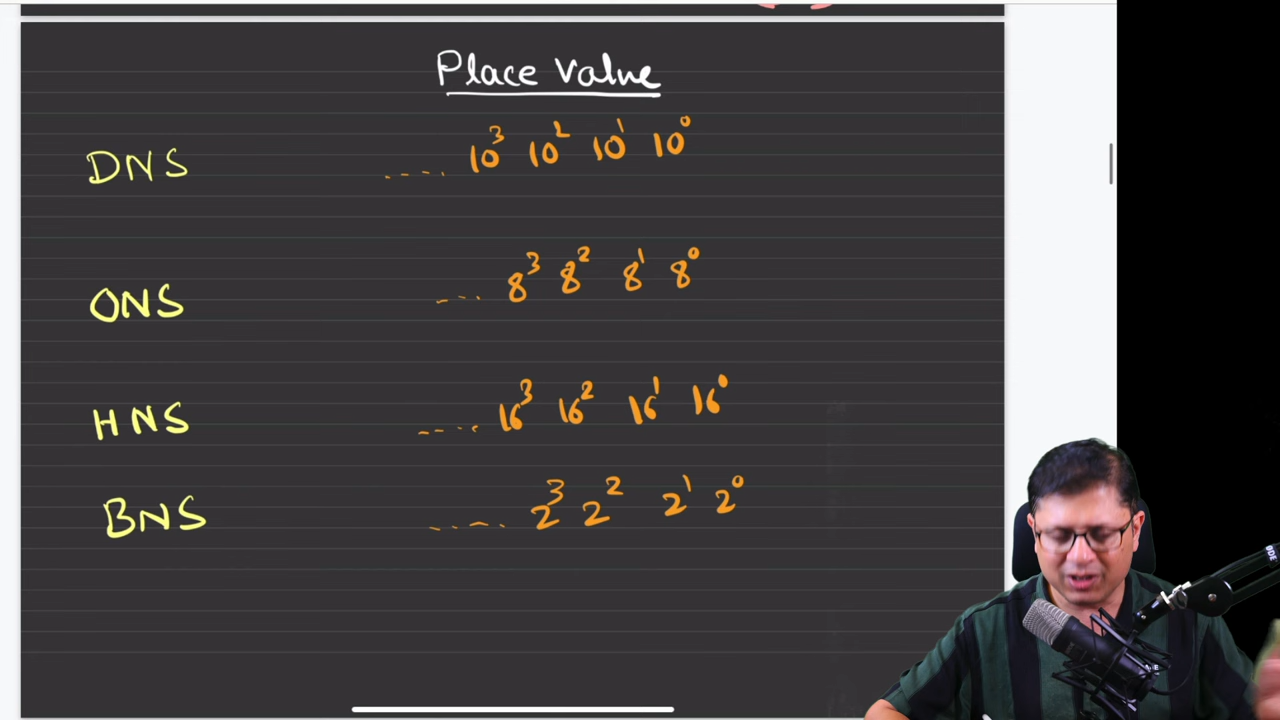 Place Value
DNS ..... 10³ 10² 10¹ 10⁰
ONS .... 8³ 8² 8¹ 8⁰
HNS ..... 16³ 16² 16¹ 16⁰
BNS ..... 2³ 2² 2¹ 2⁰